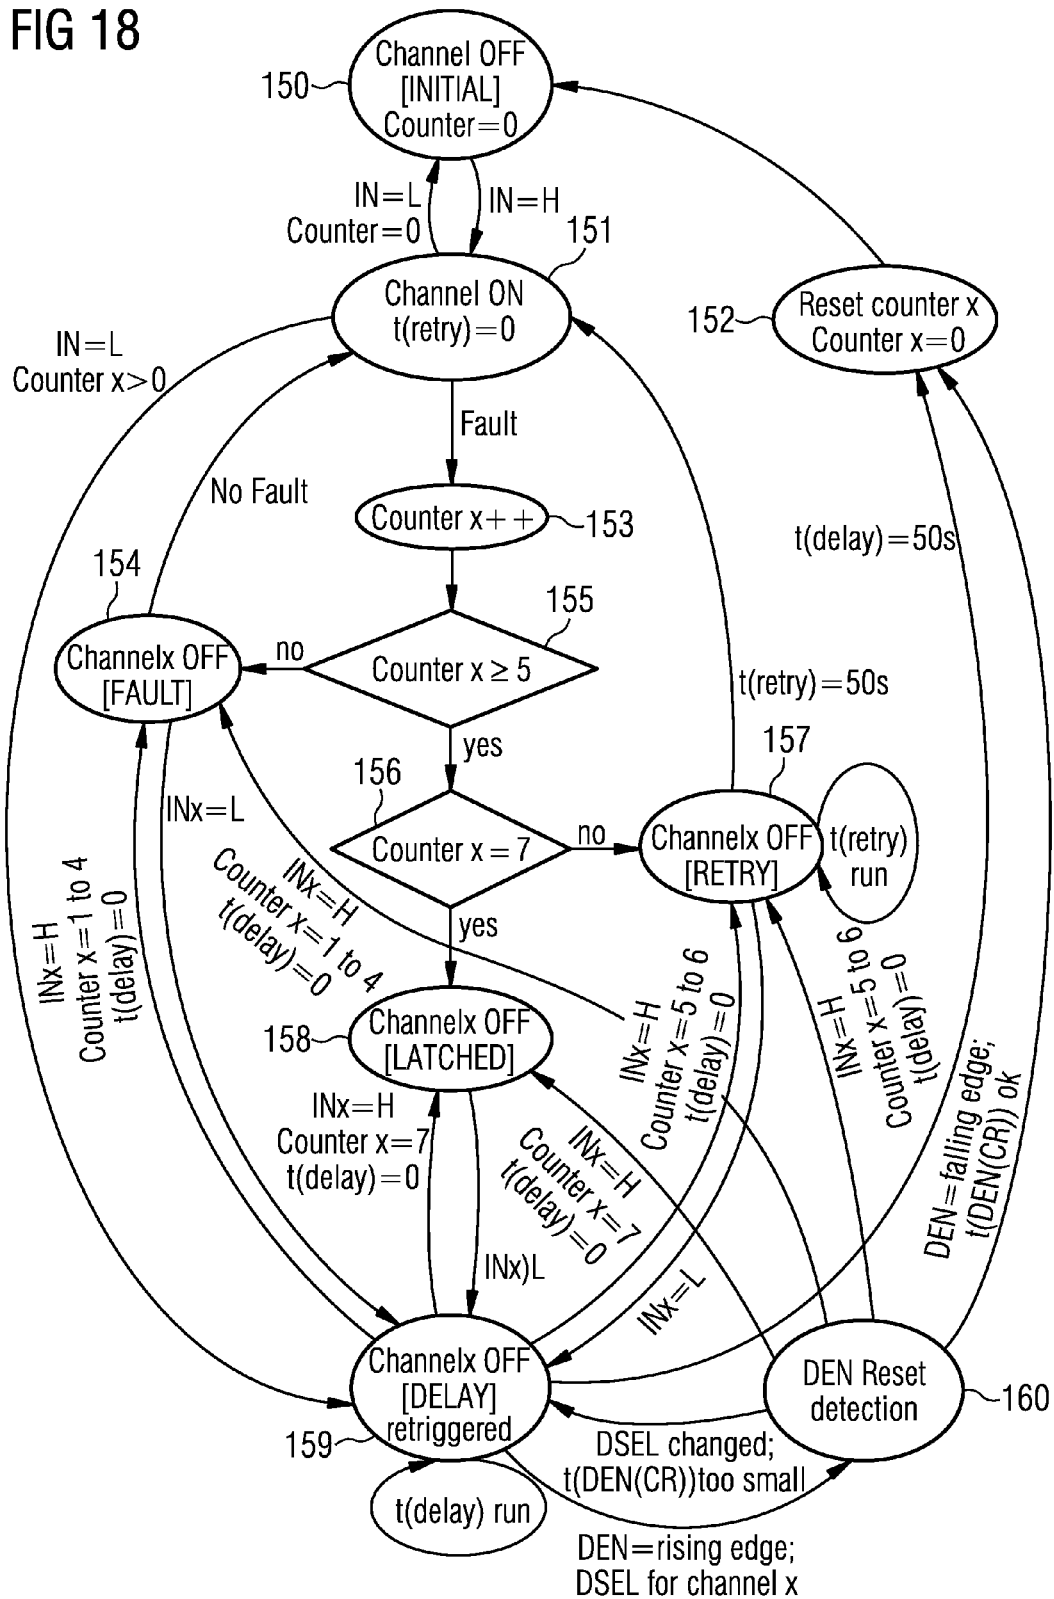 FIG 18
Channel OFF
[INITIAL]
Counter=0
150
IN=L
Counter=0
IN=H
151
Channel ON
t(retry)=0
152
Reset counter x
Counter x=0
IN=L
Counter x>0
Fault
No Fault
Counter x++
153
t(delay)=50s
154
155
Channelx OFF
[FAULT]
no
Counter x ≥ 5
t(retry)=50s
yes
156
157
INx=L
Counter x = 7
no
Channelx OFF
[RETRY]
t(retry)
run
INx=H
Counter x=1 to 4
t(delay)=0
INx=H
Counter x=1 to 4
t(delay)=0
yes
INx=H
Counter x=5 to 6
t(delay)=0
INx=H
Counter x=5 to 6
t(delay)=0
158
Channelx OFF
[LATCHED]
INx=H
Counter x=7
t(delay)=0
INx=H
Counter x=7
t(delay)=0
DEN=falling edge;
t(DEN(CR)) ok
INx)L
INx=L
Channelx OFF
[DELAY]
retriggered
159
DEN Reset
detection
160
DSEL changed;
t(DEN(CR))too small
t(delay) run
DEN=rising edge;
DSEL for channel x